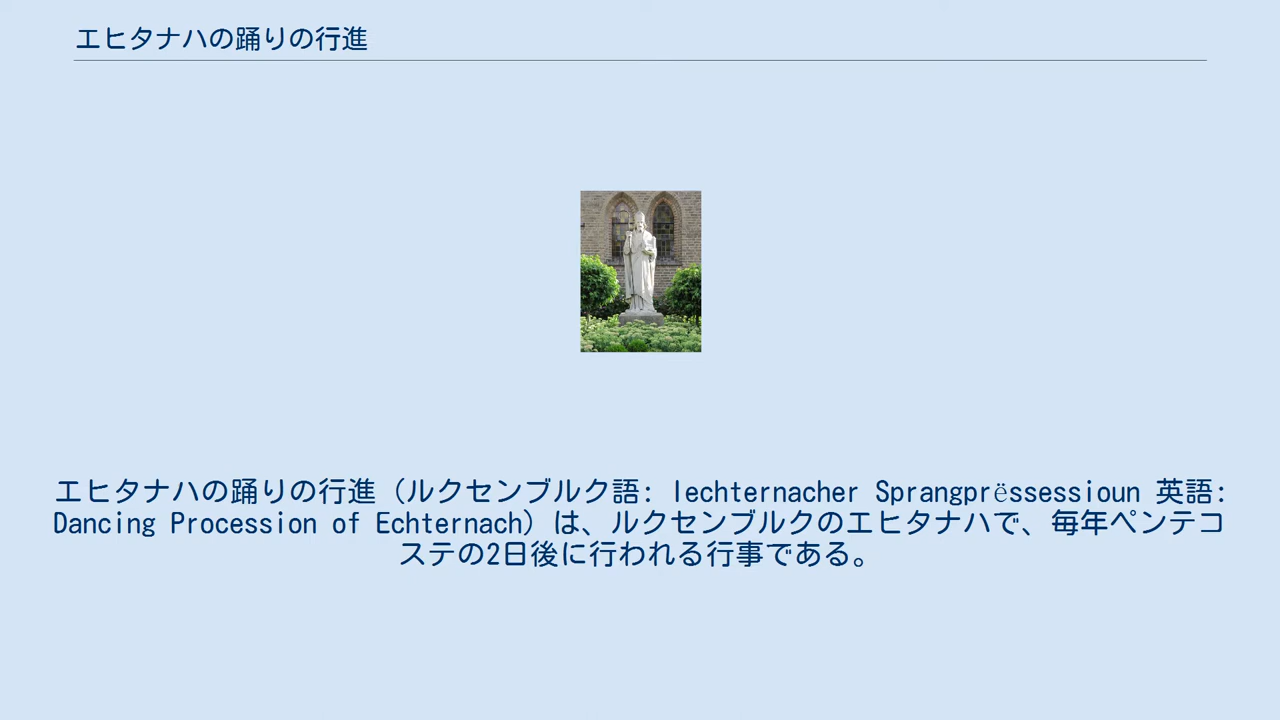 エヒタナハの踊りの行進
エヒタナハの踊りの行進（ルクセンブルク語: Iechternacher Sprangprëssessioun 英語:
Dancing Procession of Echternach）は、ルクセンブルクのエヒタナハで、毎年ペンテコ
ステの2日後に行われる行事である。